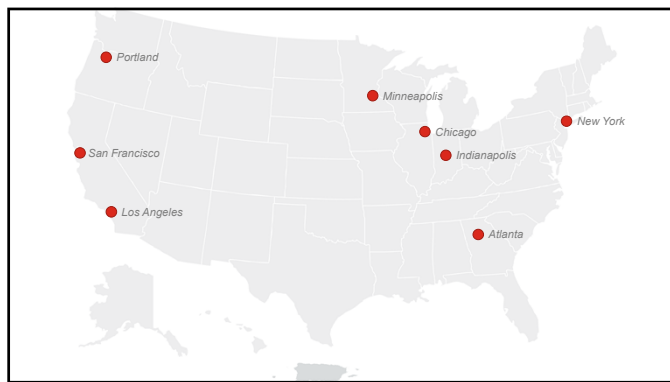 Portland
Minneapolis
New York
Chicago
San Francisco
Indianapolis
Los Angeles
Atlanta